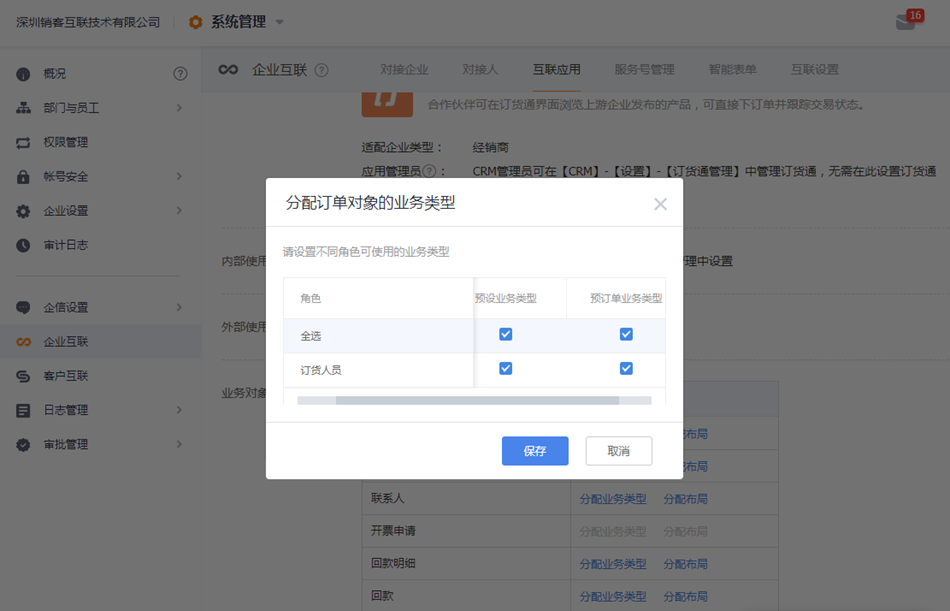 深圳销客互联技术有限公司 系统管理 16
概况
部门与员工
权限管理
帐号安全
企业设置
审计日志
企信设置
企业互联
客户互联
日志管理
审批管理
企业互联 对接企业 对接人 互联应用 服务号管理 智能表单 互联设置
合作伙伴可在订货通界面浏览上游企业发布的产品，可直接下订单并跟踪交易状态。
适配企业类型： 经销商
应用管理员 ： CRM管理员可在【CRM】-【设置】-【订货通管理】中管理订货通，无需在此设置订货通
内部使用 理中设置
外部使用
业务对象
分配订单对象的业务类型
请设置不同角色可使用的业务类型
角色 预设业务类型 预订单业务类型
全选
订货人员
保存 取消
布局
布局
联系人 分配业务类型 分配布局
开票申请 分配业务类型 分配布局
回款明细 分配业务类型 分配布局
回款 分配业务类型 分配布局